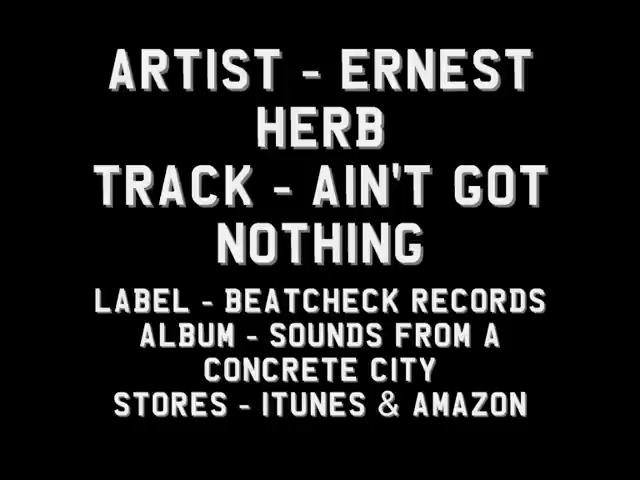 ARTIST - ERNEST
HERB
TRACK - AIN'T GOT
NOTHING
LABEL - BEATCHECK RECORDS
ALBUM - SOUNDS FROM A
CONCRETE CITY
STORES - ITUNES & AMAZON